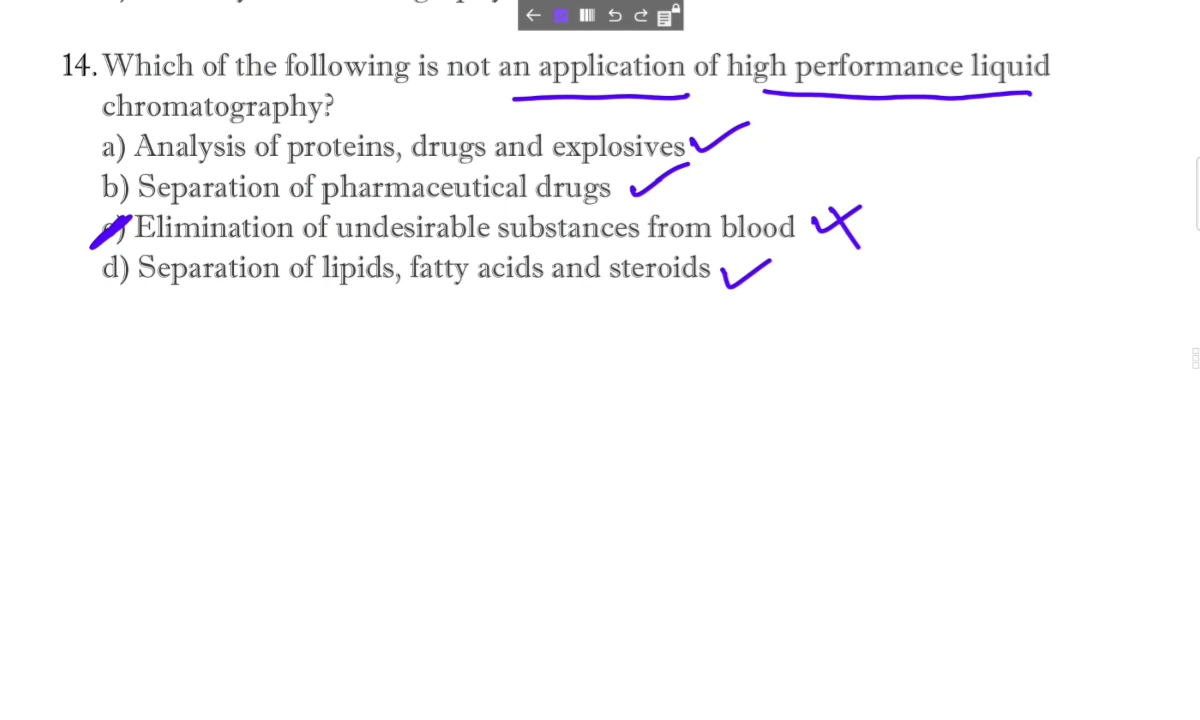 14. Which of the following is not an application of high performance liquid
chromatography?
a) Analysis of proteins, drugs and explosives
b) Separation of pharmaceutical drugs
Elimination of undesirable substances from blood
d) Separation of lipids, fatty acids and steroids